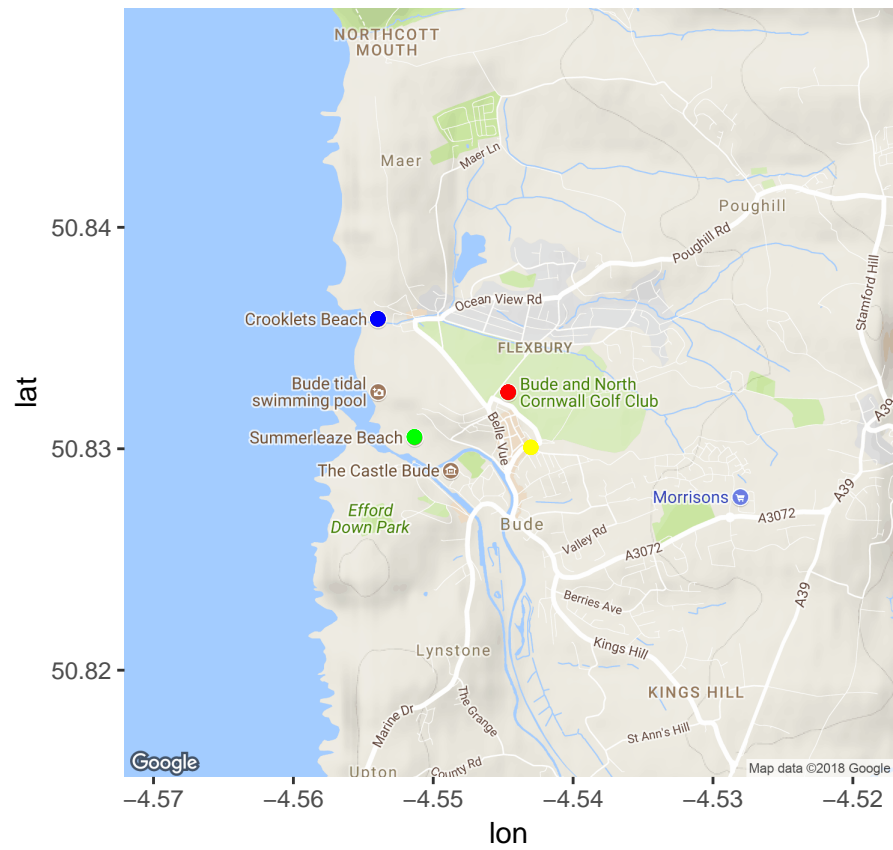 NORTHCOTT
MOUTH
Maer
Maer Ln
Poughill
Poughill Rd
Stamford Hill
50.84
Ocean View Rd
Crooklets Beach
FLEXBURY
Bude tidal
swimming pool
Bude and North
Cornwall Golf Club
A39
lat
50.83
Summerleaze Beach
Belle Vue
The Castle Bude
Morrisons
A39
Efford
Down Park
Bude
A3072
Valley Rd
A3072
Berries Ave
A39
Kings Hill
Lynstone
50.82
KINGS HILL
The Grange
Marine Dr
St Ann's Hill
Google
Upton
County Rd
Map data ©2018 Google
−4.57
−4.56
−4.55
−4.54
−4.53
−4.52
lon